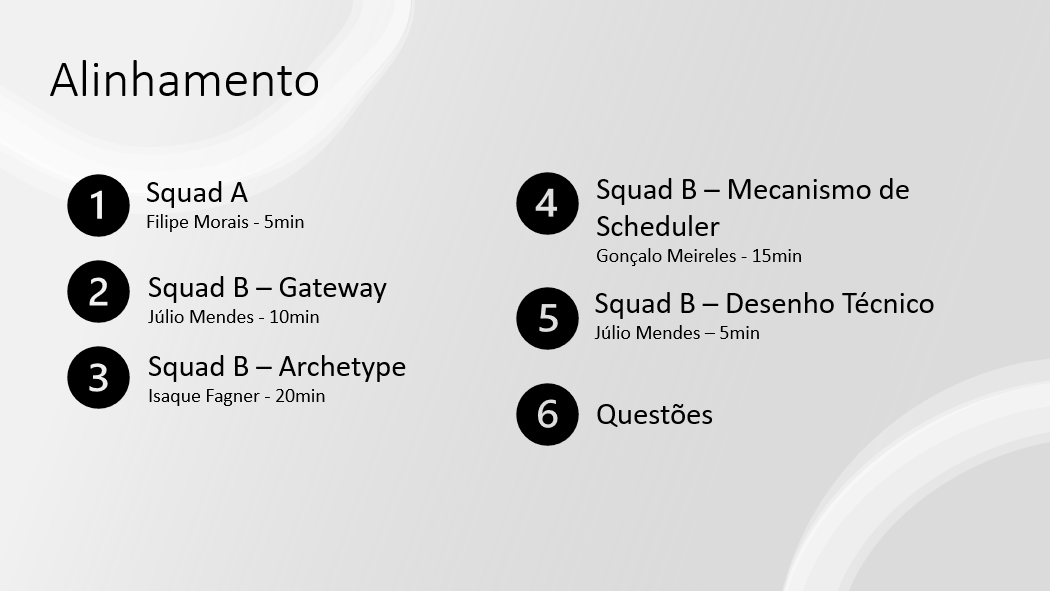 Alinhamento
1
Squad A
Filipe Morais - 5min
2
Squad B – Gateway
Júlio Mendes - 10min
3
Squad B – Archetype
Isaque Fagner - 20min
4
Squad B – Mecanismo de
Scheduler
Gonçalo Meireles - 15min
5
Squad B – Desenho Técnico
Júlio Mendes – 5min
6
Questões